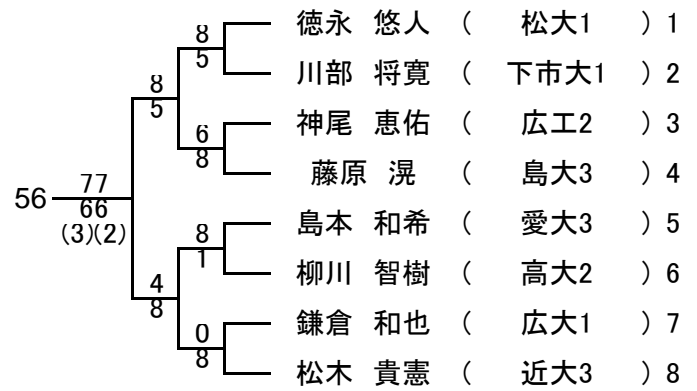 徳永 悠人 ( 松大1 ) 1
8
5
川部 将寛 ( 下市大1 ) 2
8
5
神尾 恵佑 ( 広工2 ) 3
6
8
藤原 滉 ( 島大3 ) 4
56
77
66
(3)(2)
島本 和希 ( 愛大3 ) 5
8
1
柳川 智樹 ( 高大2 ) 6
4
8
鎌倉 和也 ( 広大1 ) 7
0
8
松木 貴憲 ( 近大3 ) 8